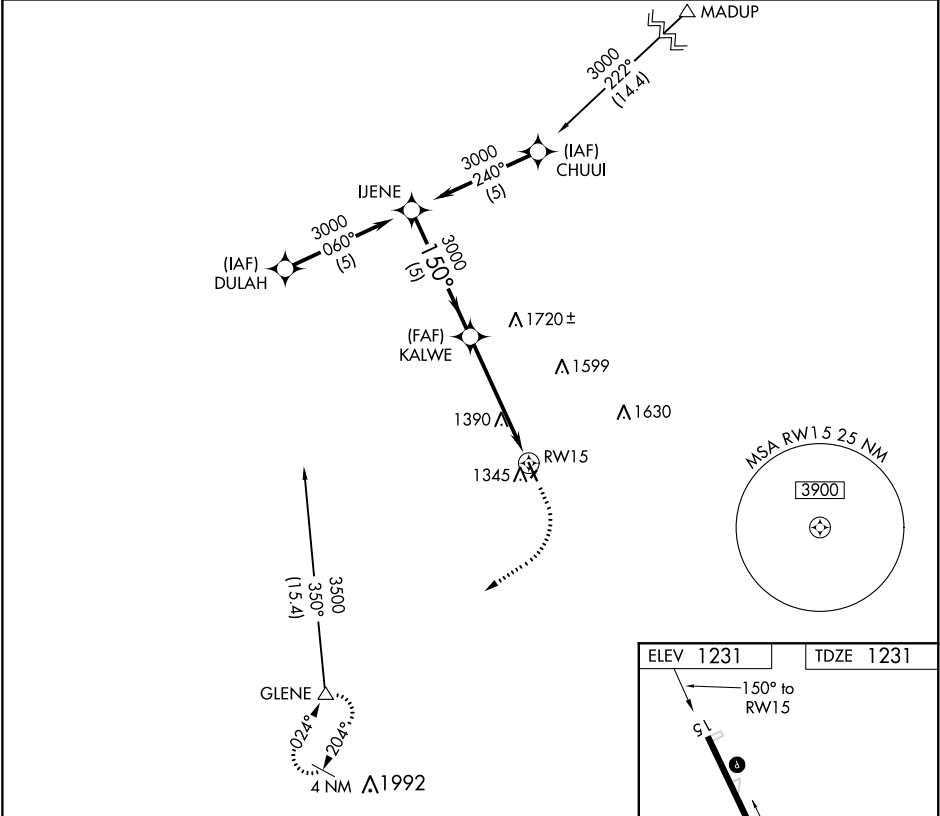 MADUP
3000
222°
(14.4)
(IAF)
CHUUI
3000
240°
(5)
IJENE
3000
060°
(5)
(IAF)
DULAH
3000
150°
(5)
(FAF)
KALWE
1720 ±
1599
1390
1630
RW15
1345
MSA RW15 25 NM
3900
3500
350°
(15.4)
GLENE
024°
204°
4 NM
1992
ELEV 1231
TDZE 1231
150° to
RW15
15
P